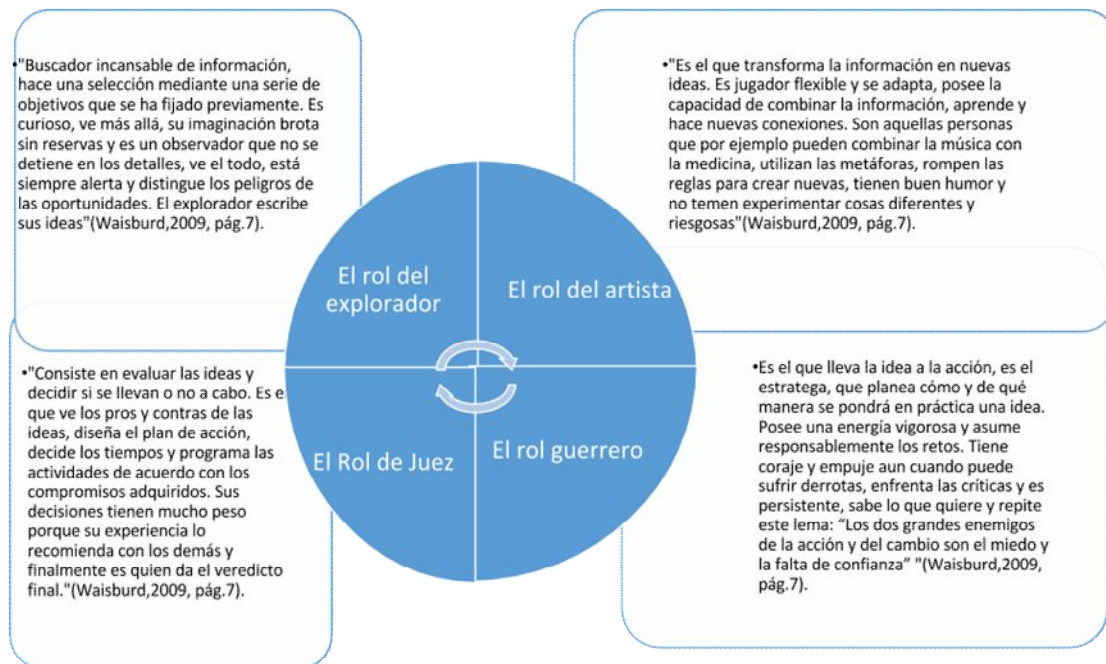 •"Buscador incansable de información,
hace una selección mediante una serie de
objetivos que se ha fijado previamente. Es
curioso, ve más allá, su imaginación brota
sin reservas y es un observador que no se
detiene en los detalles, ve el todo, está
siempre alerta y distingue los peligros de
las oportunidades. El explorador escribe
sus ideas"(Waisburd,2009, pág.7).
•"Es el que transforma la información en nuevas
ideas. Es jugador flexible y se adapta, posee la
capacidad de combinar la información, aprende y
hace nuevas conexiones. Son aquellas personas
que por ejemplo pueden combinar la música con
la medicina, utilizan las metáforas, rompen las
reglas para crear nuevas, tienen buen humor y
no temen experimentar cosas diferentes y
riesgosas"(Waisburd,2009, pág.7).
El rol del
explorador
El rol del artista
•"Consiste en evaluar las ideas y
decidir si se llevan o no a cabo. Es e
que ve los pros y contras de las
ideas, diseña el plan de acción,
decide los tiempos y programa las
actividades de acuerdo con los
compromisos adquiridos. Sus
decisiones tienen mucho peso
porque su experiencia lo
recomienda con los demás y
finalmente es quien da el veredicto
final."(Waisburd,2009, pág.7).
El Rol de Juez
El rol guerrero
•Es el que lleva la idea a la acción, es el
estratega, que planea cómo y de qué
manera se pondrá en práctica una idea.
Posee una energía vigorosa y asume
responsablemente los retos. Tiene
coraje y empuje aun cuando puede
sufrir derrotas, enfrenta las críticas y es
persistente, sabe lo que quiere y repite
este lema: “Los dos grandes enemigos
de la acción y del cambio son el miedo y
la falta de confianza” "(Waisburd,2009,
pág.7).